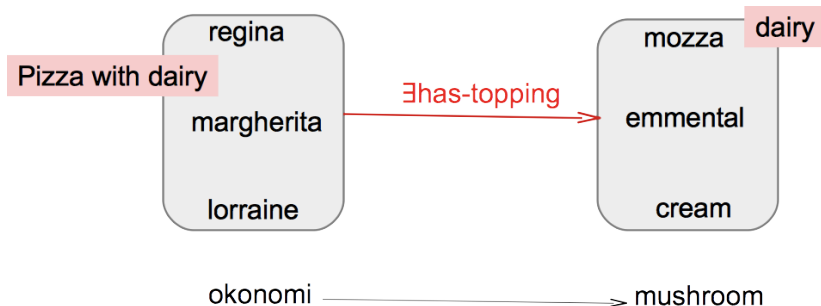 regina
mozza
dairy
Pizza with dairy
∃has-topping
margherita
emmental
lorraine
cream
okonomi
mushroom